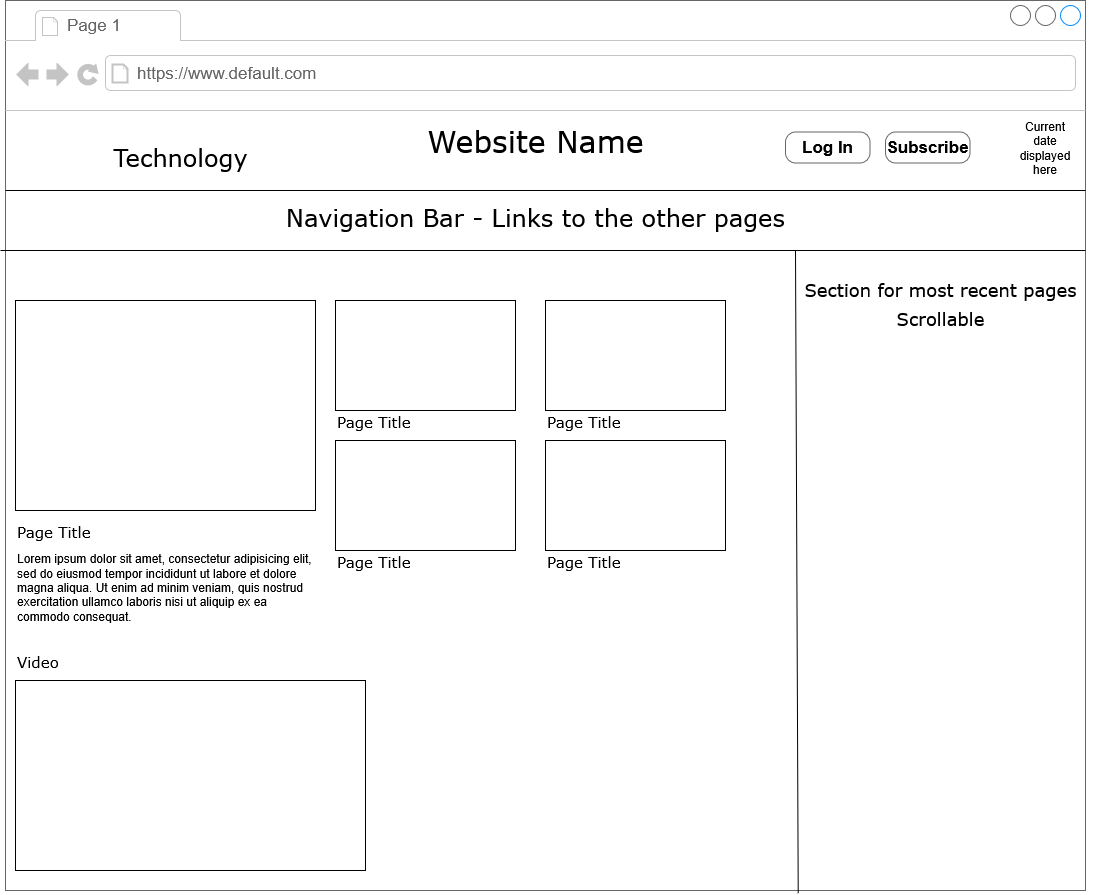 Page 1
https://www.default.com
Technology
Website Name
Log In
Subscribe
Current
date
displayed
here
Navigation Bar - Links to the other pages
Section for most recent pages
Scrollable
Page Title
Page Title
Page Title
Lorem ipsum dolor sit amet, consectetur adipisicing elit,
sed do eiusmod tempor incididunt ut labore et dolore
magna aliqua. Ut enim ad minim veniam, quis nostrud
exercitation ullamco laboris nisi ut aliquip ex ea
commodo consequat.
Page Title
Page Title
Video